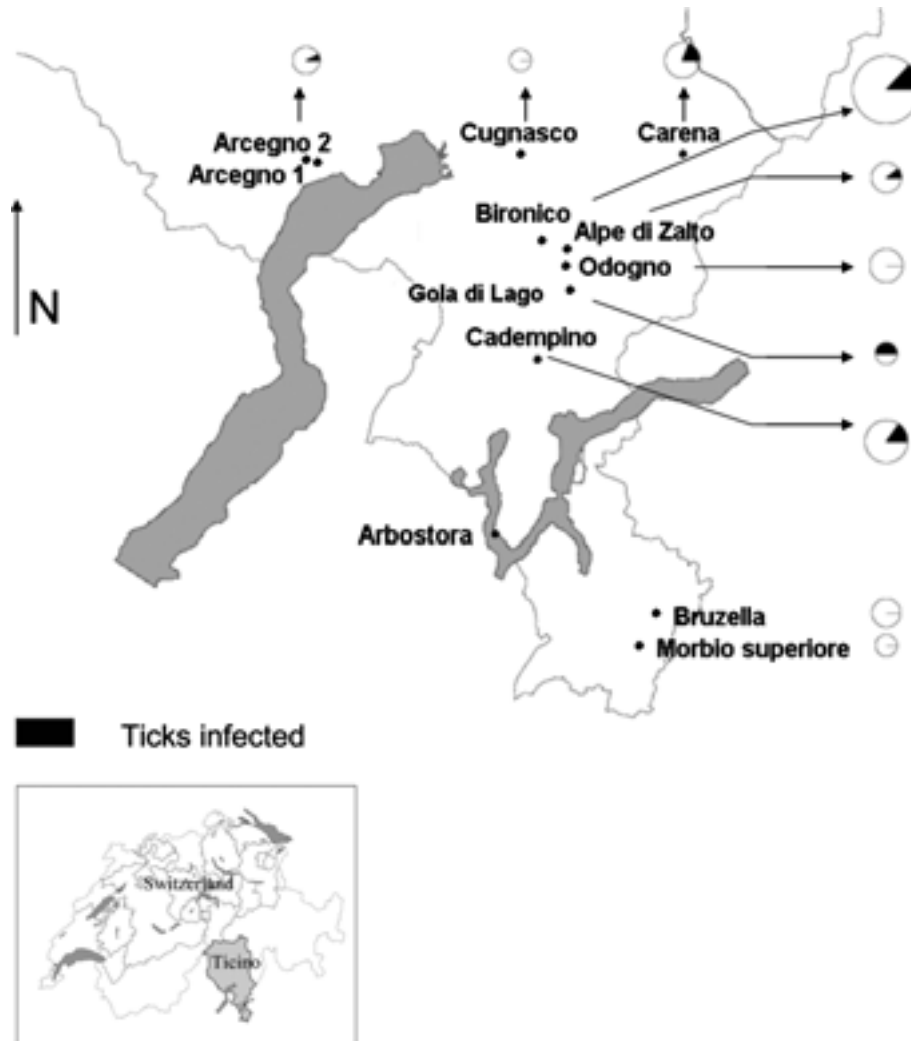 Arcegno 2
Arcegno 1
Cugnasco
Carena
Bironico
Alpe di Zalto
Odogno
Gola di Lago
Cadempino
N
Arbostora
Bruzella
Morbio superiore
Ticks infected
Switzerland
Ticino